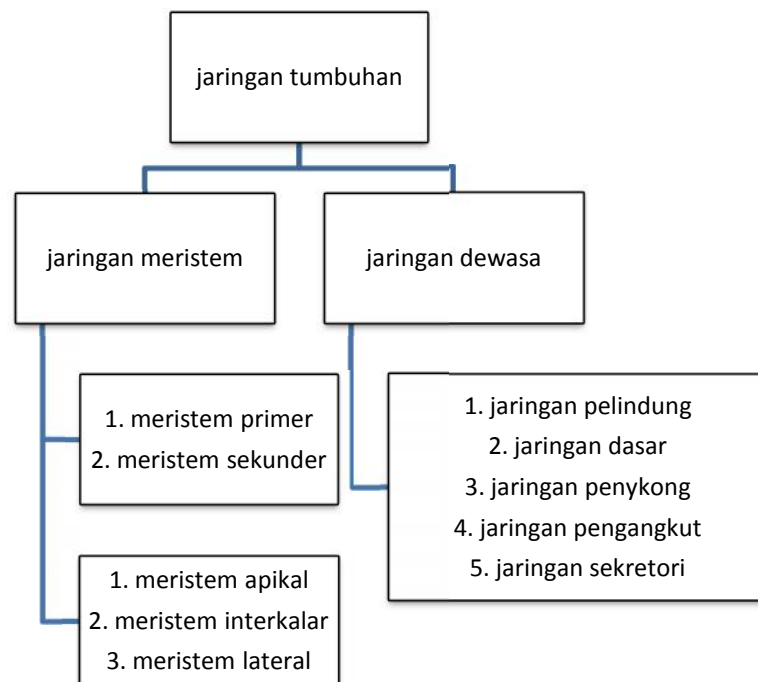 jaringan tumbuhan
jaringan meristem
jaringan dewasa
1. meristem primer
2. meristem sekunder
1. meristem apikal
2. meristem interkalar
3. meristem lateral
1. jaringan pelindung
2. jaringan dasar
3. jaringan penykong
4. jaringan pengangkut
5. jaringan sekretori